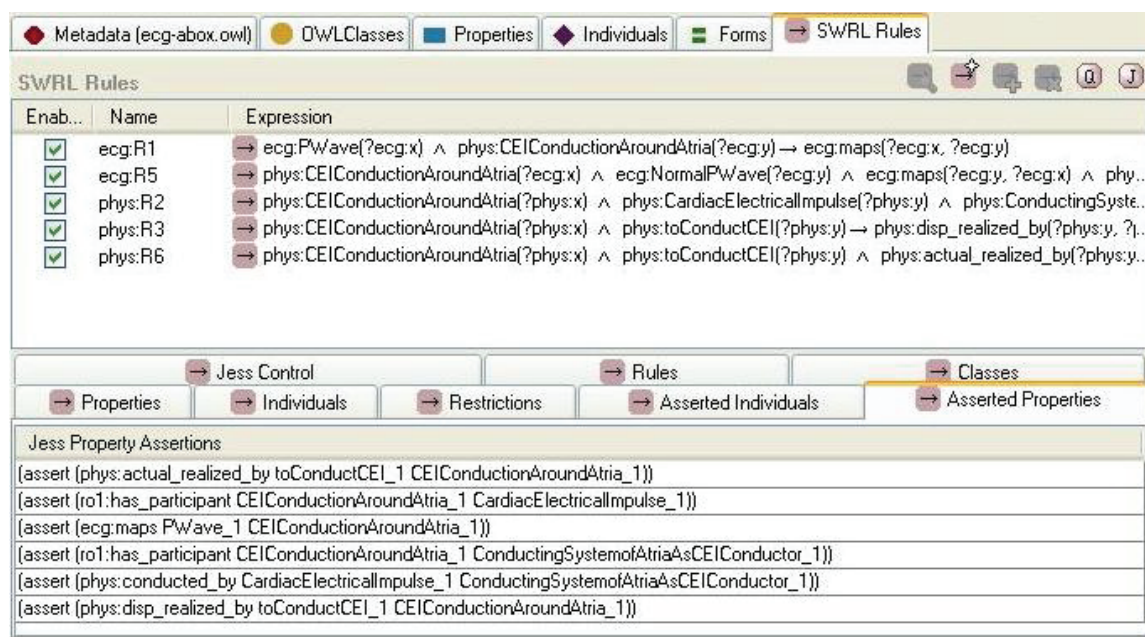 Metadata (ecg-abox.owl) OWLClasses Properties Individuals Forms → SWRL Rules
SWRL Rules Q J
Enab... Name Expression
ecg:R1 → ecg:PWave(?ecg:x) ∧ phys:CEIConductionAroundAtria(?ecg:y) → ecg:maps(?ecg:x, ?ecg:y)
ecg:R5 → phys:CEIConductionAroundAtria(?ecg:x) ∧ ecg:NormalPWave(?ecg:y) ∧ ecg:maps(?ecg:y, ?ecg:x) ∧ phy...
phys:R2 → phys:CEIConductionAroundAtria(?phys:x) ∧ phys:CardiacElectricalImpulse(?phys:y) ∧ phys:ConductingSyste...
phys:R3 → phys:CEIConductionAroundAtria(?phys:x) ∧ phys:toConductCEI(?phys:y) → phys:disp_realized_by(?phys:y, ?p...
phys:R6 → phys:CEIConductionAroundAtria(?phys:x) ∧ phys:toConductCEI(?phys:y) ∧ phys:actual_realized_by(?phys:y...
→ Jess Control → Rules → Classes
→ Properties → Individuals → Restrictions → Asserted Individuals → Asserted Properties
Jess Property Assertions
(assert (phys:actual_realized_by toConductCEI_1 CEIConductionAroundAtria_1))
(assert (ro1:has_participant CEIConductionAroundAtria_1 CardiacElectricalImpulse_1))
(assert (ecg:maps PWave_1 CEIConductionAroundAtria_1))
(assert (ro1:has_participant CEIConductionAroundAtria_1 ConductingSystemofAtriaAsCEIConductor_1))
(assert (phys:conducted_by CardiacElectricalImpulse_1 ConductingSystemofAtriaAsCEIConductor_1))
(assert (phys:disp_realized_by toConductCEI_1 CEIConductionAroundAtria_1))